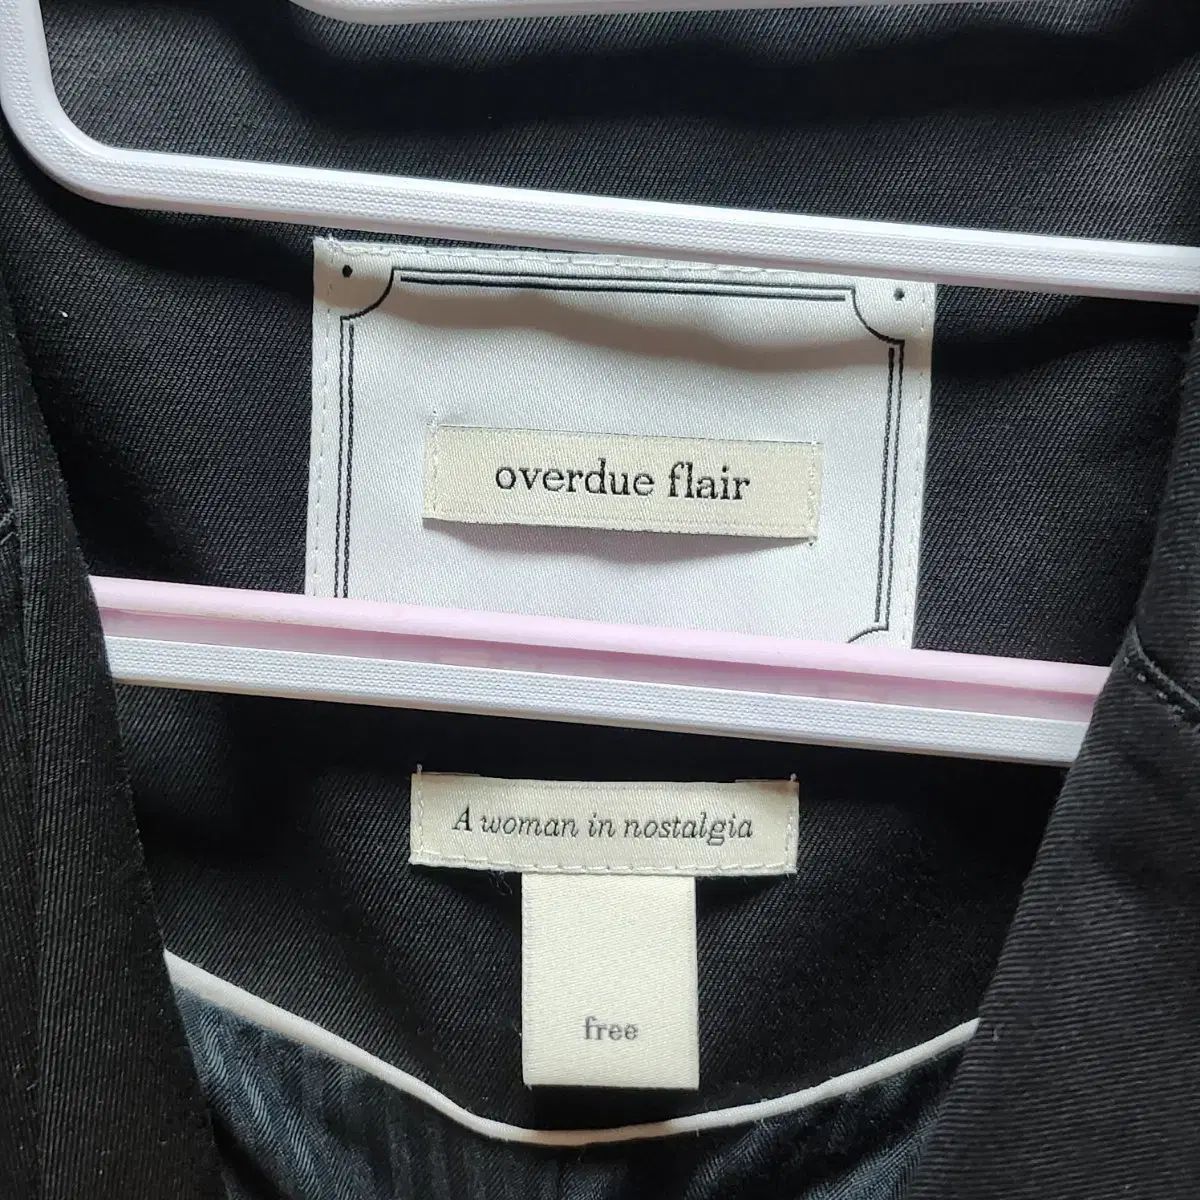 overdue flair
A woman in nostalgia
free